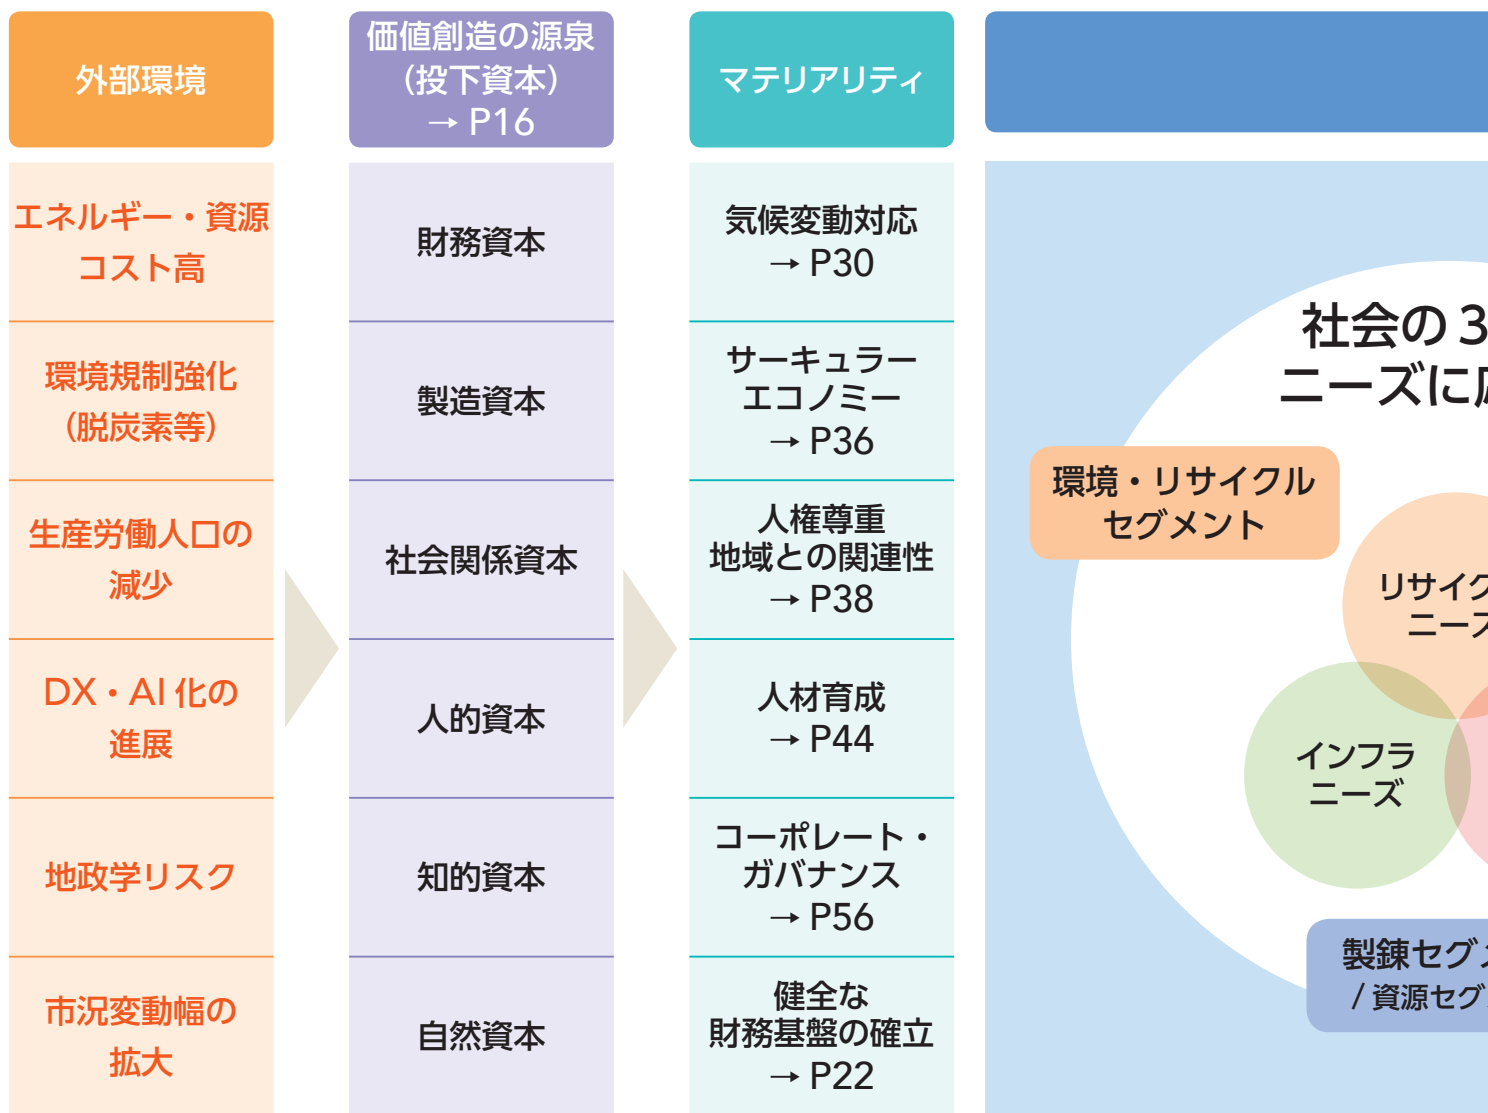 外部環境
エネルギー・資源
コスト高
環境規制強化
（脱炭素等）
生産労働人口の
減少
DX・AI 化の
進展
地政学リスク
市況変動幅の
拡大
価値創造の源泉
（投下資本）
→ P16
財務資本
製造資本
社会関係資本
人的資本
知的資本
自然資本
マテリアリティ
気候変動対応
→ P30
サーキュラー
エコノミー
→ P36
人権尊重
地域との関連性
→ P38
人材育成
→ P44
コーポレート・
ガバナンス
→ P56
健全な
財務基盤の確立
→ P22
社会の 3
ニーズに
環境・リサイクル
セグメント
リサイク
ニーズ
インフラ
ニーズ
製錬セグメ
/ 資源セグ